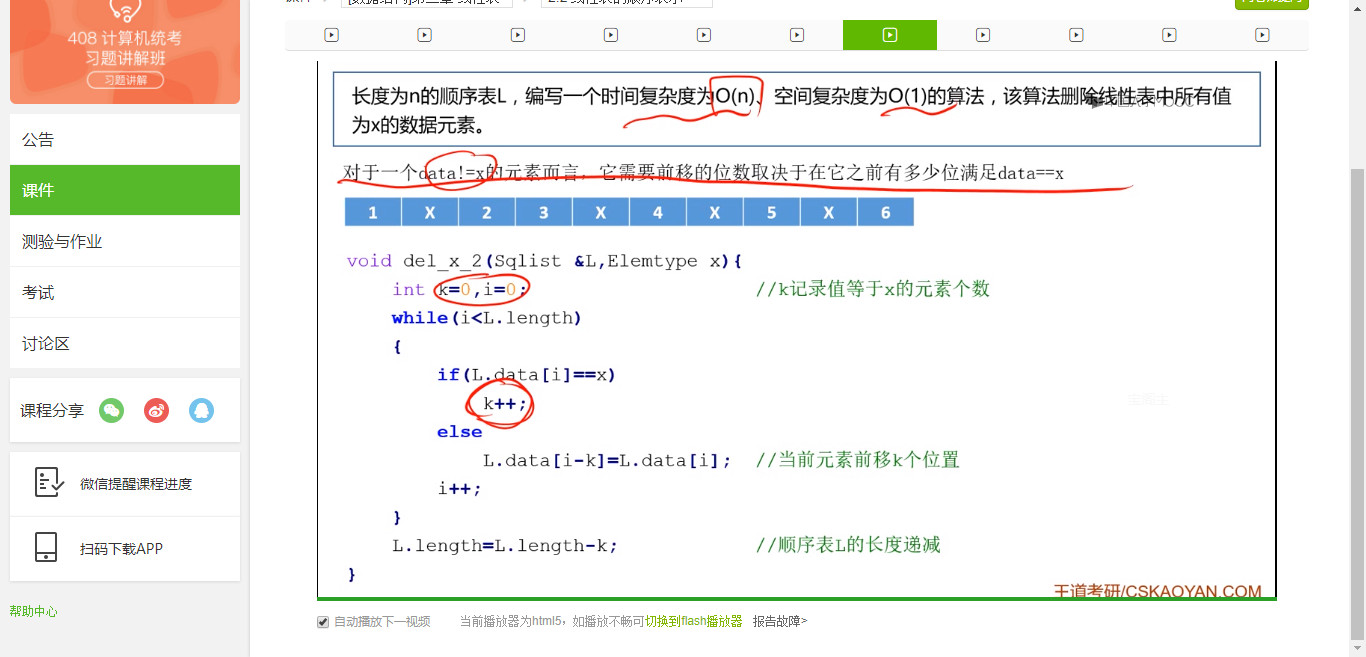 408 计算机统考
习题讲解班
习题讲解
公告
课件
测验与作业
考试
讨论区
课程分享
微信提醒课程进度
扫码下载APP
帮助中心
长度为n的顺序表L，编写一个时间复杂度为O(n)、空间复杂度为O(1)的算法，该算法删除线性表中所有值
为x的数据元素。
对于一个data!=x的元素而言，它需要前移的位数取决于在它之前有多少位满足data==x
1 X 2 3 X 4 X 5 X 6
void del_x_2(Sqlist &L,Elemtype x){
int k=0,i=0; //k记录值等于x的元素个数
while(i<L.length)
{
if(L.data[i]==x)
k++;
else
L.data[i-k]=L.data[i]; //当前元素前移k个位置
i++;
}
L.length=L.length-k; //顺序表L的长度递减
}
王道考研/CSKAOYAN.COM
自动播放下一视频 当前播放器为html5，如播放不畅可切换到flash播放器 报告故障>